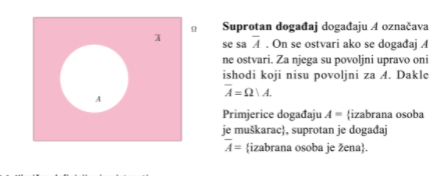 Ω
A̅
A
Suprotan događaj događaju A označava
se sa A̅ . On se ostvari ako se događaj A
ne ostvari. Za njega su povoljni upravo oni
ishodi koji nisu povoljni za A. Dakle
A̅ = Ω \ A.
Primjerice događaju A = {izabrana osoba
je muškarac}, suprotan je događaj
A̅ = {izabrana osoba je žena}.